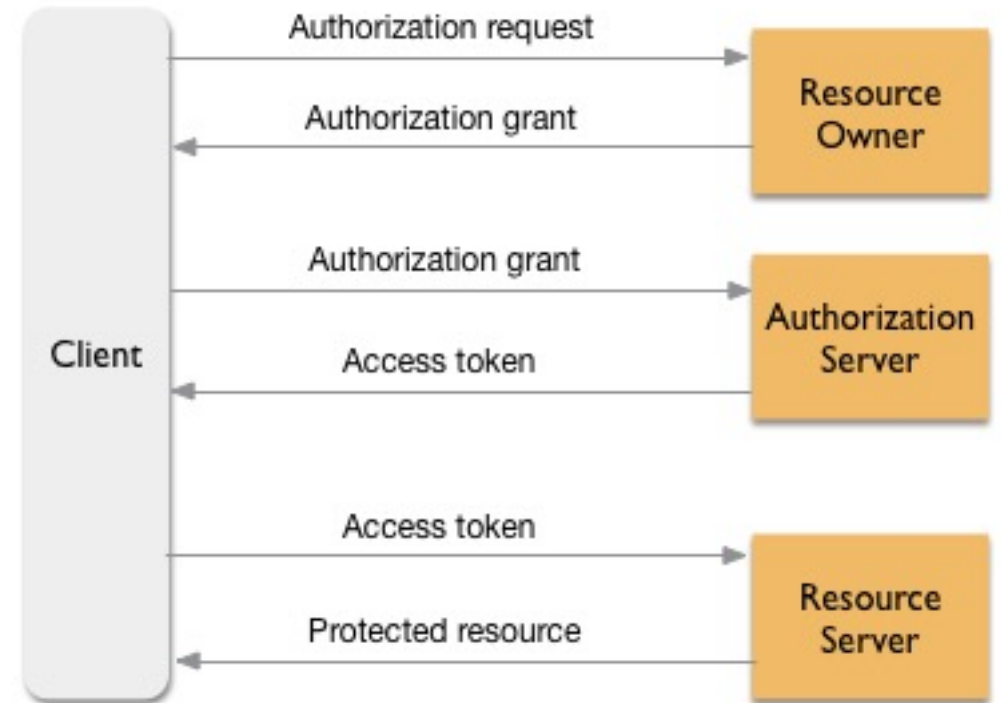 Authorization request
Resource
Owner
Authorization grant
Authorization grant
Authorization
Server
Client
Access token
Access token
Resource
Server
Protected resource